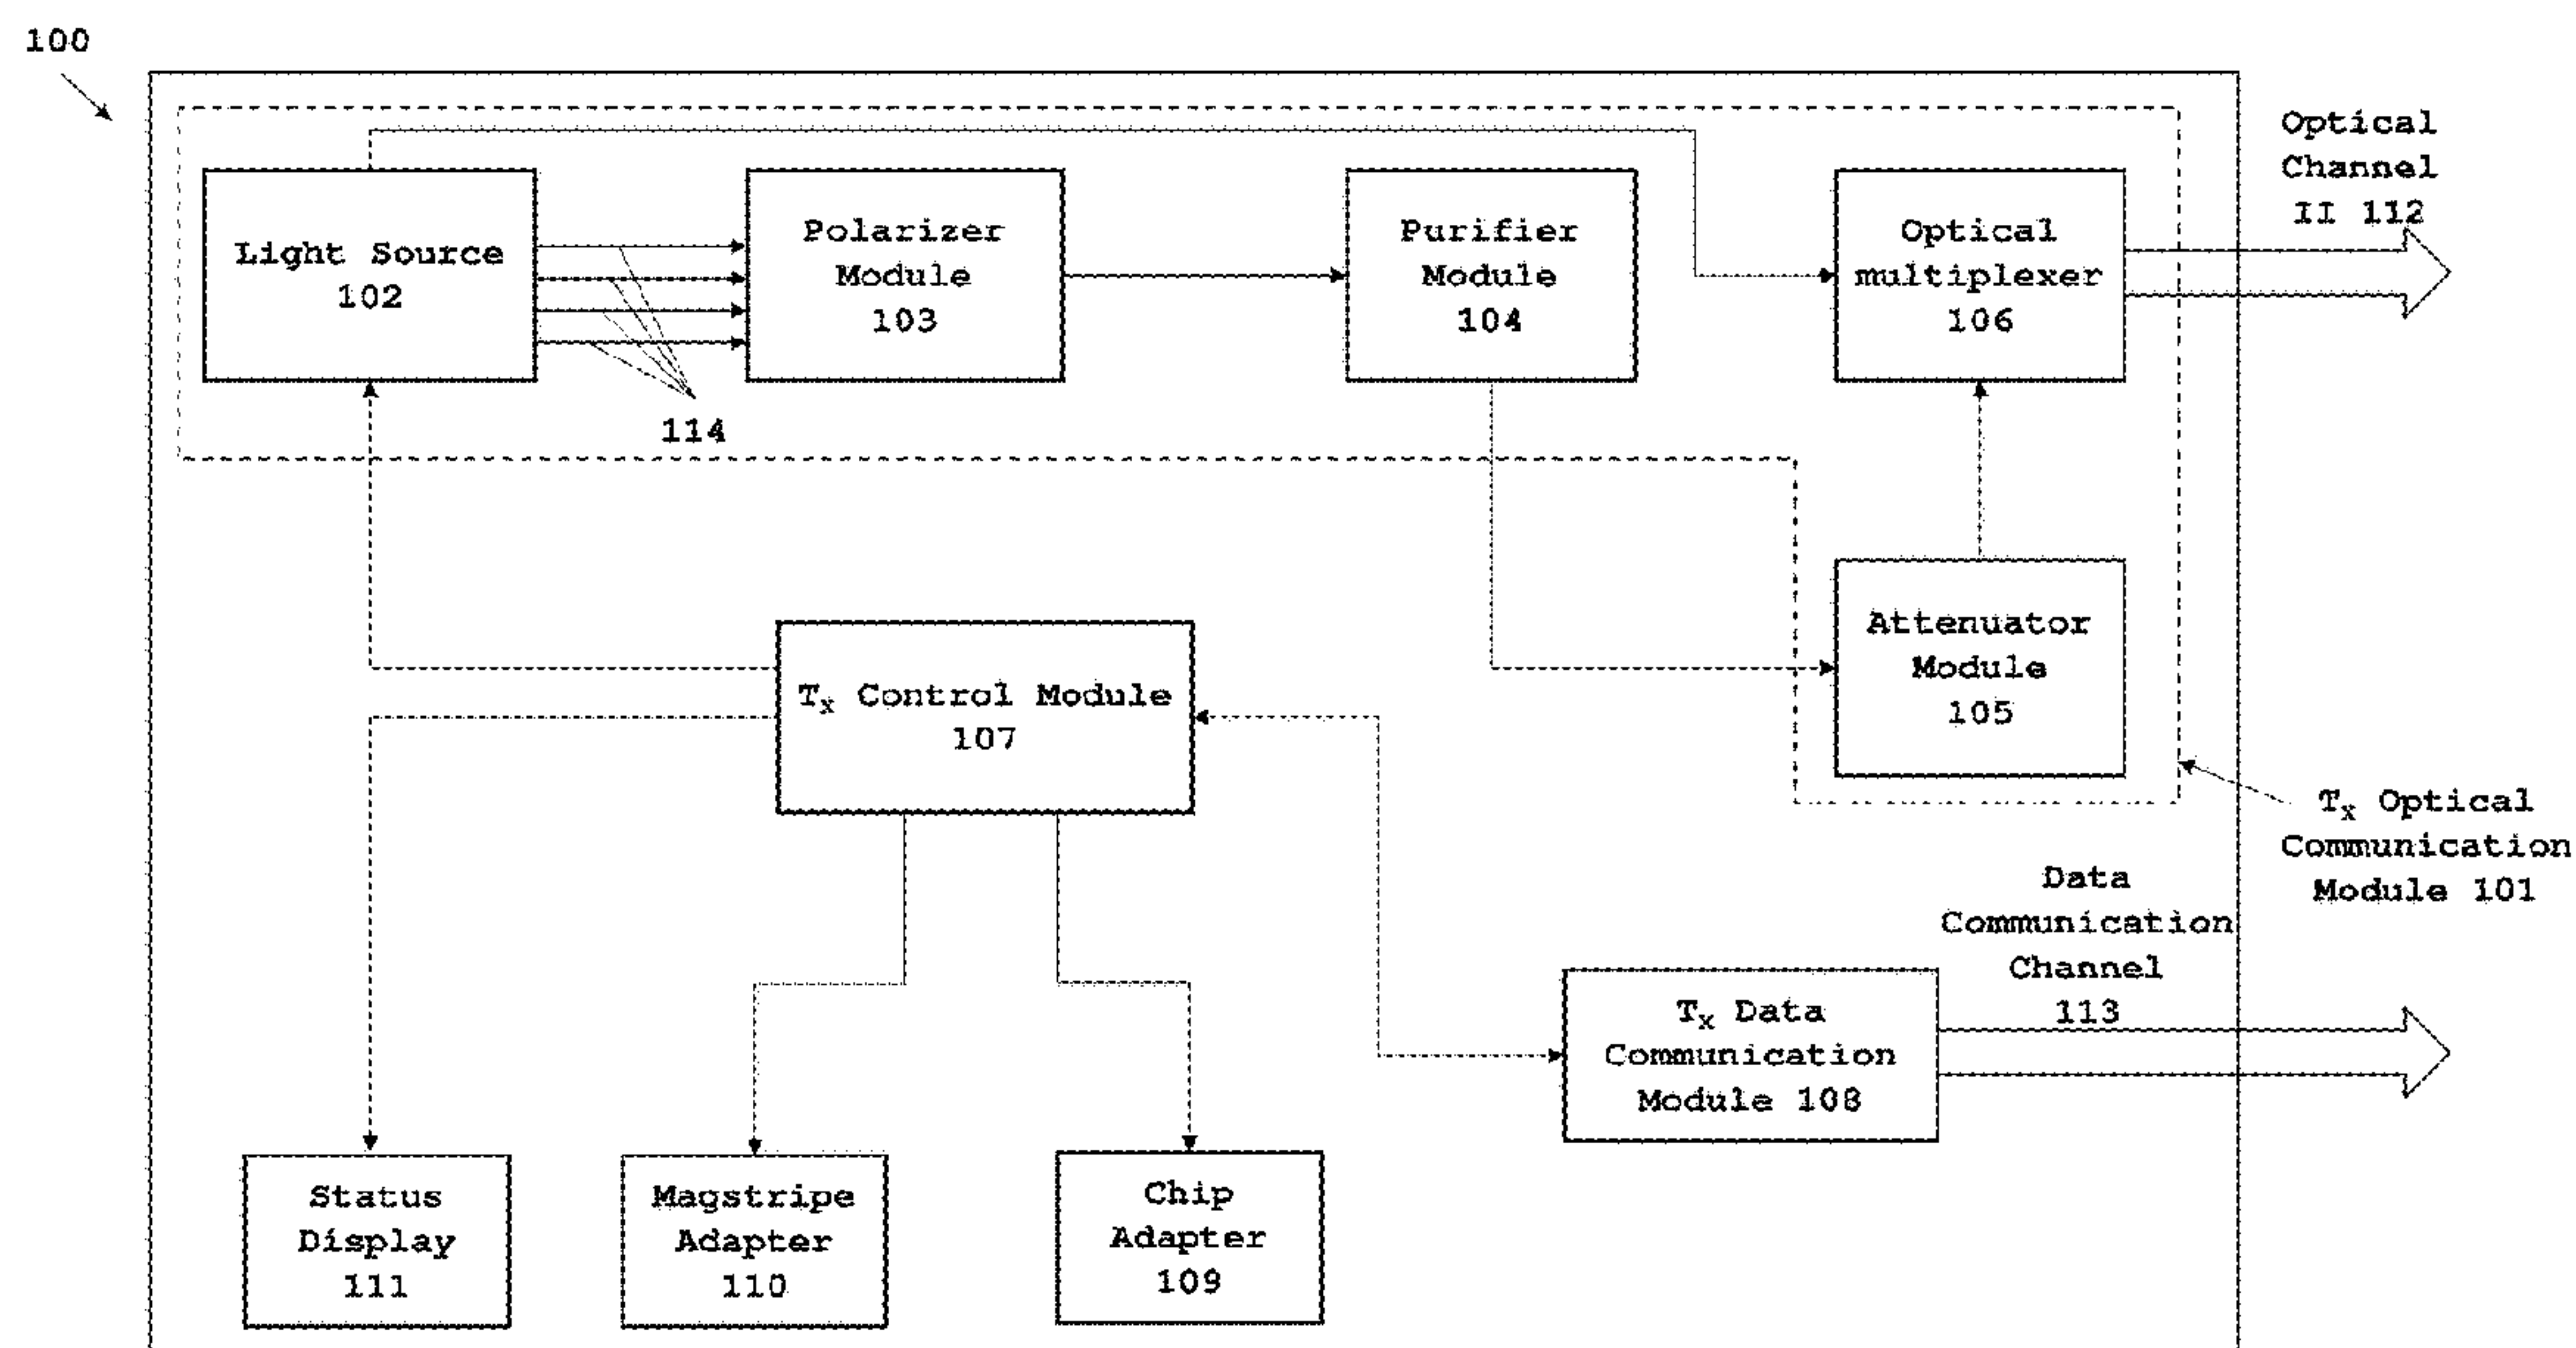 100
Optical
Channel
II 112
Light Source
102
Polarizer
Module
103
Purifier
Module
104
Optical
multiplexer
106
114
Attenuator
Module
105
Tx Control Module
107
Tx Optical
Communication
Module 101
Data
Communication
Channel
113
Tx Data
Communication
Module 108
Status
Display
111
Magstripe
Adapter
110
Chip
Adapter
109